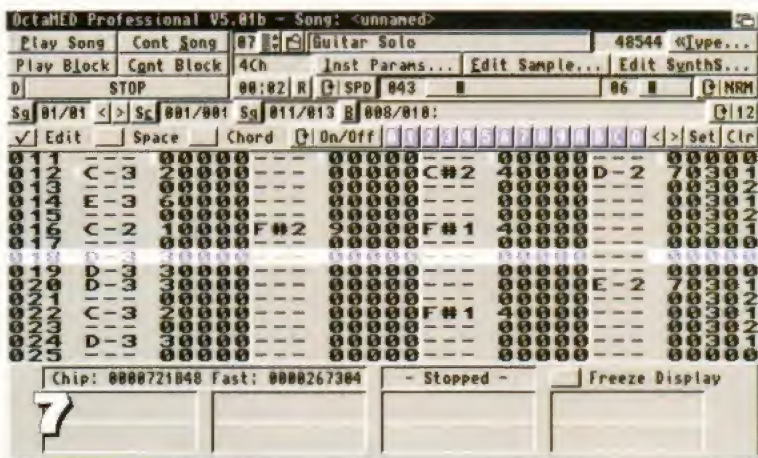 OctaMED Professional V5.01b - Song: <unnamed>
Play Song Cont Song 07 Guitar Solo 48544 «Type...
Play Block Cont Block 4Ch Inst Params... Edit Sample... Edit SynthS...
D STOP 00:02 R SPD 043 06 NRM
Sg 01/01 < > Sc 001/001 Sq 011/013 B 008/010: 12
✓ Edit Space Chord On/Off < > Set Clr
011 --- 00000 --- 00000 --- 00000 --- 00000
012 C-3 20000 --- 00000 C#2 40000 D-2 70301
013 --- 00000 --- 00000 --- 00000 --- 00302
014 E-3 60000 --- 00000 --- 00000 --- 00301
015 --- 00000 --- 00000 --- 00000 --- 00302
016 C-2 10000 F#2 90000 F#1 40000 --- 00301
017 --- 00000 --- 00000 --- 00000 --- 00000
019 D-3 30000 --- 00000 --- 00000 --- 00000
020 D-3 30000 --- 00000 --- 00000 E-2 70301
021 --- 00000 --- 00000 --- 00000 --- 00302
022 C-3 20000 --- 00000 F#1 40000 --- 00301
023 --- 00000 --- 00000 --- 00000 --- 00302
024 D-3 30000 --- 00000 --- 00000 --- 00000
025 --- 00000 --- 00000 --- 00000 --- 00000
Chip: 0000721848 Fast: 0000267304 - Stopped - Freeze Display
7